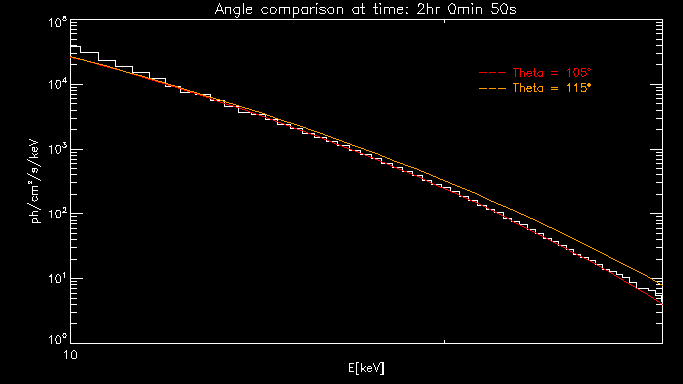 Angle comparison at time: 2hr 0min 50s
10⁵
10⁴
10³
10²
10¹
10⁰
ph/cm²/s/keV
Theta = 105°
Theta = 115°
10
E[keV]